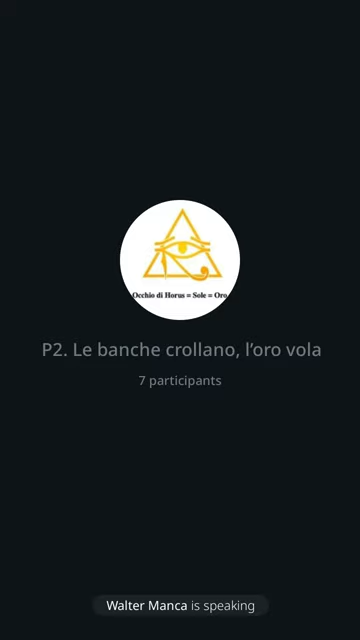 Occhio di Horus = Sole = Oro
P2. Le banche crollano, l’oro vola
7 participants
Walter Manca is speaking